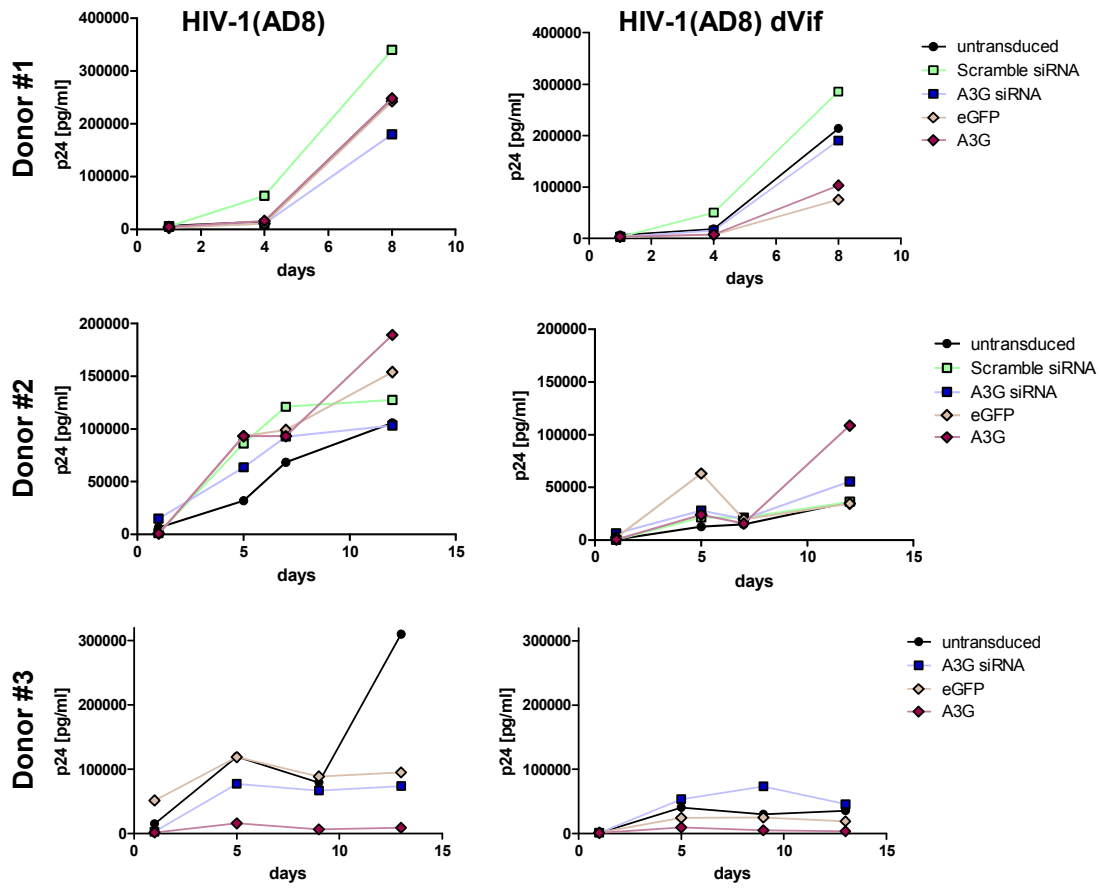 HIV-1(AD8)
HIV-1(AD8) dVif
Donor #1
p24 [pg/ml]
400000
300000
200000
100000
0
0 2 4 6 8 10
days
p24 [pg/ml]
400000
300000
200000
100000
0
0 2 4 6 8 10
days
untransduced
Scramble siRNA
A3G siRNA
eGFP
A3G
Donor #2
p24 [pg/ml]
200000
150000
100000
50000
0
0 5 10 15
days
p24 [pg/ml]
200000
150000
100000
50000
0
0 5 10 15
days
untransduced
Scramble siRNA
A3G siRNA
eGFP
A3G
Donor #3
p24 [pg/ml]
300000
200000
100000
0
0 5 10 15
days
p24 [pg/ml]
300000
200000
100000
0
0 5 10 15
days
untransduced
A3G siRNA
eGFP
A3G